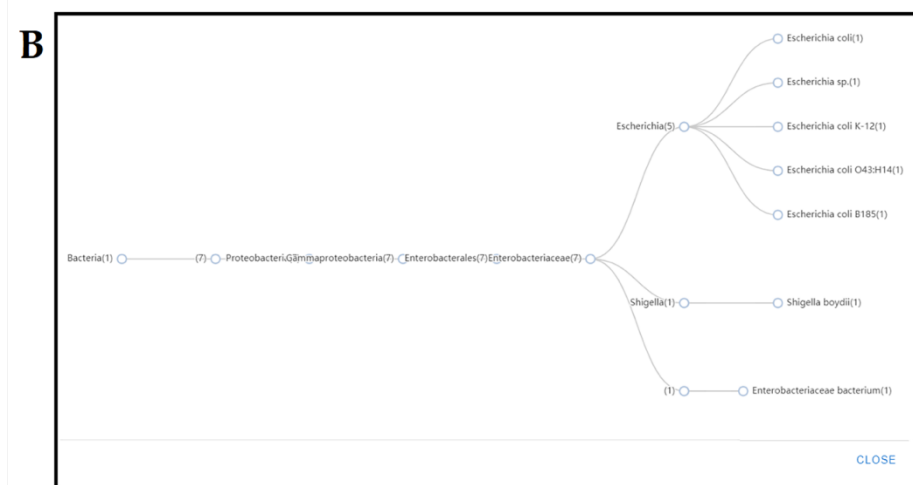 B
Escherichia coli(1)
Escherichia sp.(1)
Escherichia(5)
Escherichia coli K-12(1)
Escherichia coli O43:H14(1)
Escherichia coli B185(1)
Bacteria(1)
(7)
Gammaproteobacteria(7)
Enterobacterales(7)
Enterobacteriaceae(7)
Shigella(1)
Shigella boydii(1)
(1)
Enterobacteriaceae bacterium(1)
CLOSE